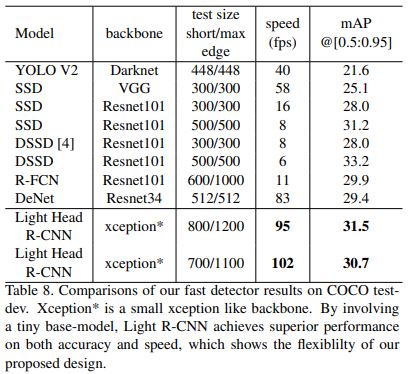 Model backbone test size short/max edge speed (fps) mAP @[0.5:0.95]
YOLO V2 Darknet 448/448 40 21.6
SSD VGG 300/300 58 25.1
SSD Resnet101 300/300 16 28.0
SSD Resnet101 500/500 8 31.2
DSSD [4] Resnet101 300/300 8 28.0
DSSD Resnet101 500/500 6 33.2
R-FCN Resnet101 600/1000 11 29.9
DeNet Resnet34 512/512 83 29.4
Light Head R-CNN xception* 800/1200 95 31.5
Light Head R-CNN xception* 700/1100 102 30.7
Table 8. Comparisons of our fast detector results on COCO test-
dev. Xception* is a small xception like backbone. By involving
a tiny base-model, Light R-CNN achieves superior performance
on both accuracy and speed, which shows the flexiblilty of our
proposed design.